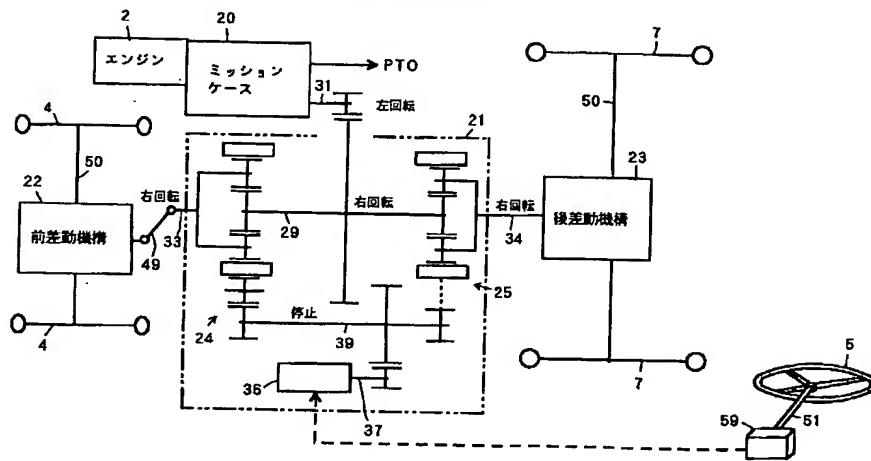 2
20
エンジン
ミッション
ケース
PTO
31
左回転
4
50
22
前差動機構
右回転
33
49
4
21
29
右回転
右回転
34
24
停止
39
25
36
37
7
50
23
後差動機構
7
5
51
59